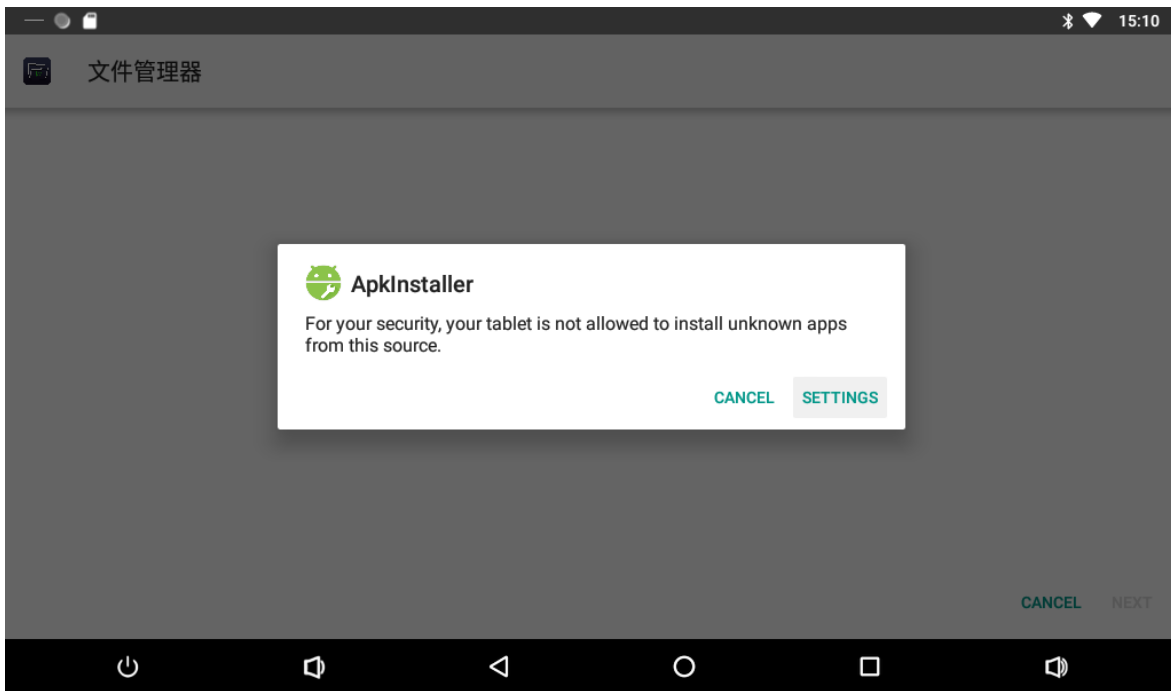 15:10
文件管理器
ApkInstaller
For your security, your tablet is not allowed to install unknown apps
from this source.
CANCEL SETTINGS
CANCEL NEXT